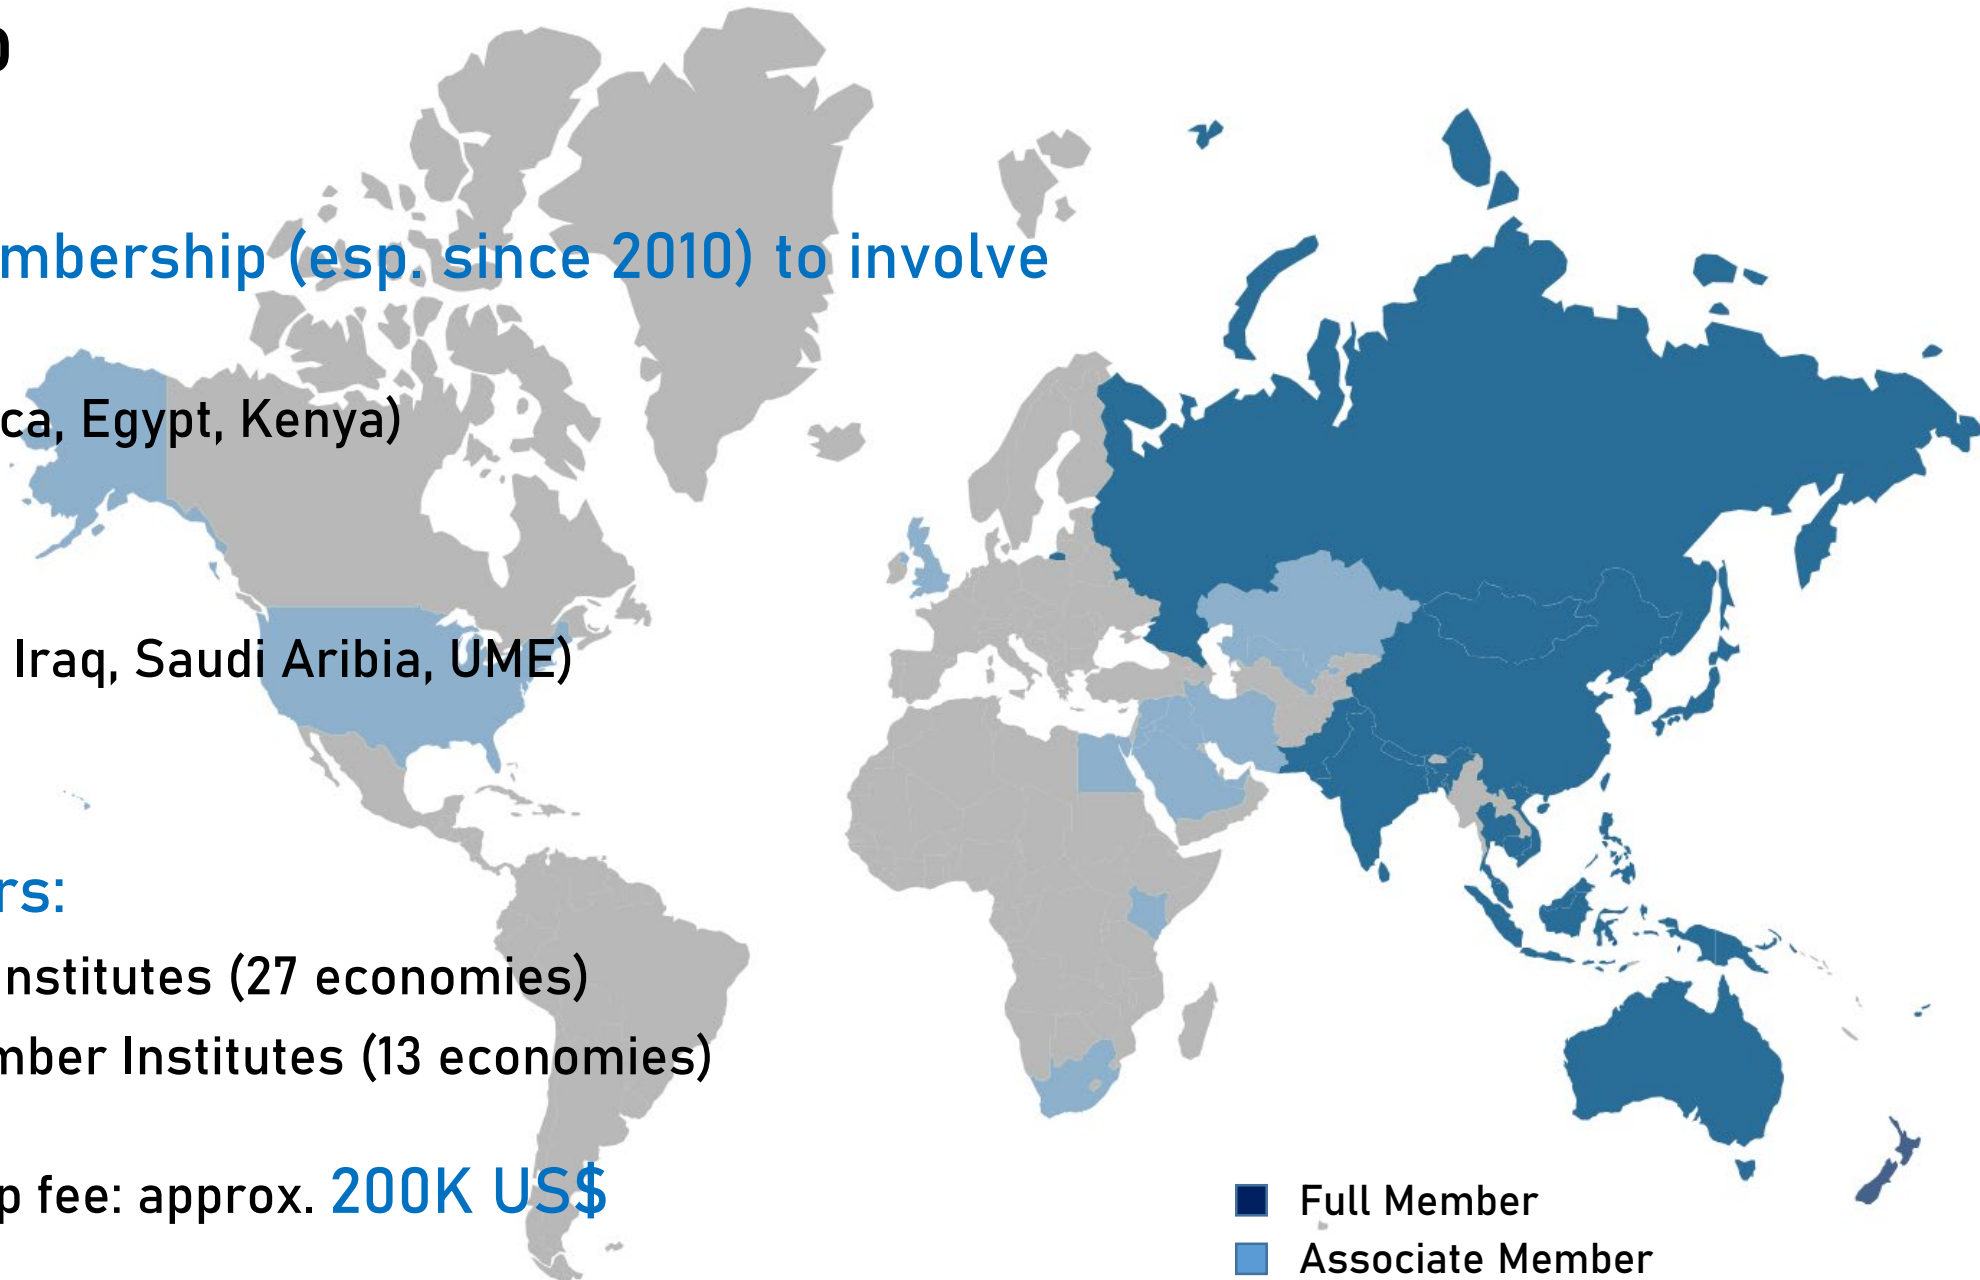 mbership (esp. since 2010) to involve
ca, Egypt, Kenya)
Iraq, Saudi Aribia, UME)
rs:
nstitutes (27 economies)
mber Institutes (13 economies)
p fee: approx. 200K US$
Full Member
Associate Member